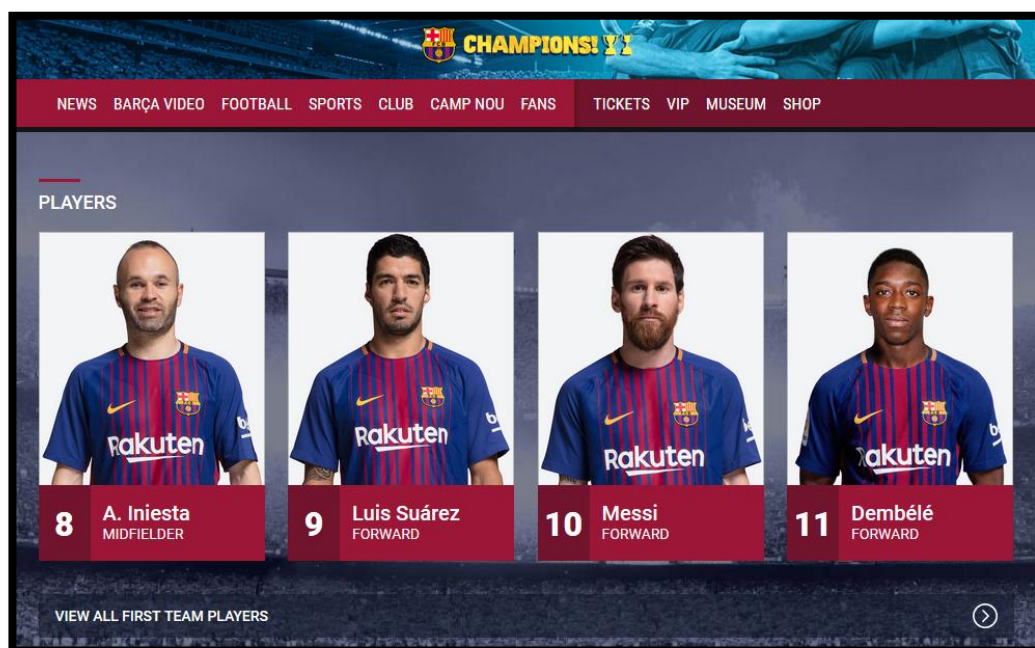 CHAMPIONS!
NEWS BARÇA VIDEO FOOTBALL SPORTS CLUB CAMP NOU FANS TICKETS VIP MUSEUM SHOP
PLAYERS
Rakuten
Rakuten
Rakuten
Rakuten
8 A. Iniesta
MIDFIELDER
9 Luis Suárez
FORWARD
10 Messi
FORWARD
11 Dembélé
FORWARD
VIEW ALL FIRST TEAM PLAYERS